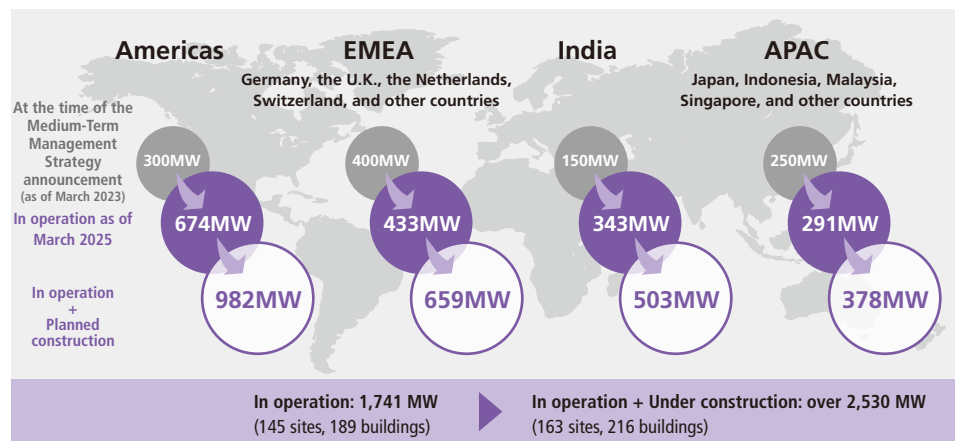 Americas
EMEA
Germany, the U.K., the Netherlands,
Switzerland, and other countries
India
APAC
Japan, Indonesia, Malaysia,
Singapore, and other countries
At the time of the
Medium-Term
Management
Strategy
announcement
(as of March 2023)
300MW
400MW
150MW
250MW
In operation as of
March 2025
674MW
433MW
343MW
291MW
In operation
+
Planned
construction
982MW
659MW
503MW
378MW
In operation: 1,741 MW
(145 sites, 189 buildings)
In operation + Under construction: over 2,530 MW
(163 sites, 216 buildings)